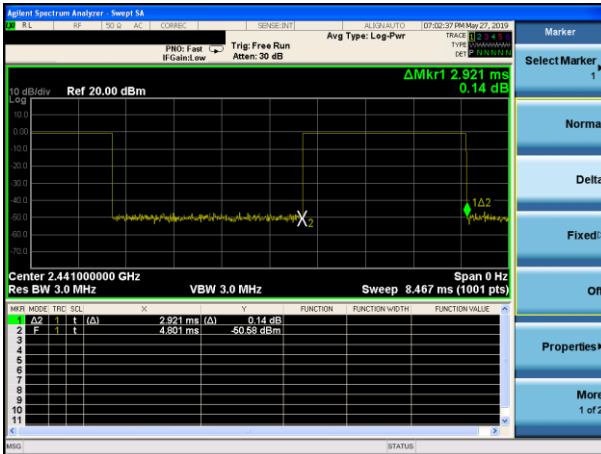 Agilent Spectrum Analyzer - Swept SA
RL RF 50 Ω AC CORREC SENSE:INT ALIGN AUTO 07:02:37 PM May 27, 2019
PNO: Fast IFGain:Low Trig: Free Run Atten: 30 dB Avg Type: Log-Pwr TRACE 1 2 3 4 5 6
TYPE
DET P N N N N N
ΔMkr1 2.921 ms
0.14 dB
10 dB/div Ref 20.00 dBm
Log
10.0
0.00
-10.0
-20.0
-30.0
-40.0
-50.0
-60.0
-70.0
1Δ2
X2
Center 2.441000000 GHz Span 0 Hz
Res BW 3.0 MHz VBW 3.0 MHz Sweep 8.467 ms (1001 pts)
MKR MODE TRC SCL X Y FUNCTION FUNCTION WIDTH FUNCTION VALUE
1 Δ2 1 t (Δ) 2.921 ms (Δ) 0.14 dB
2 F 1 t 4.801 ms -50.58 dBm
3
4
5
6
7
8
9
10
11
MSG STATUS
Marker
Select Marker
1
Norma
Delta
Fixed
Off
Properties
More
1 of 2